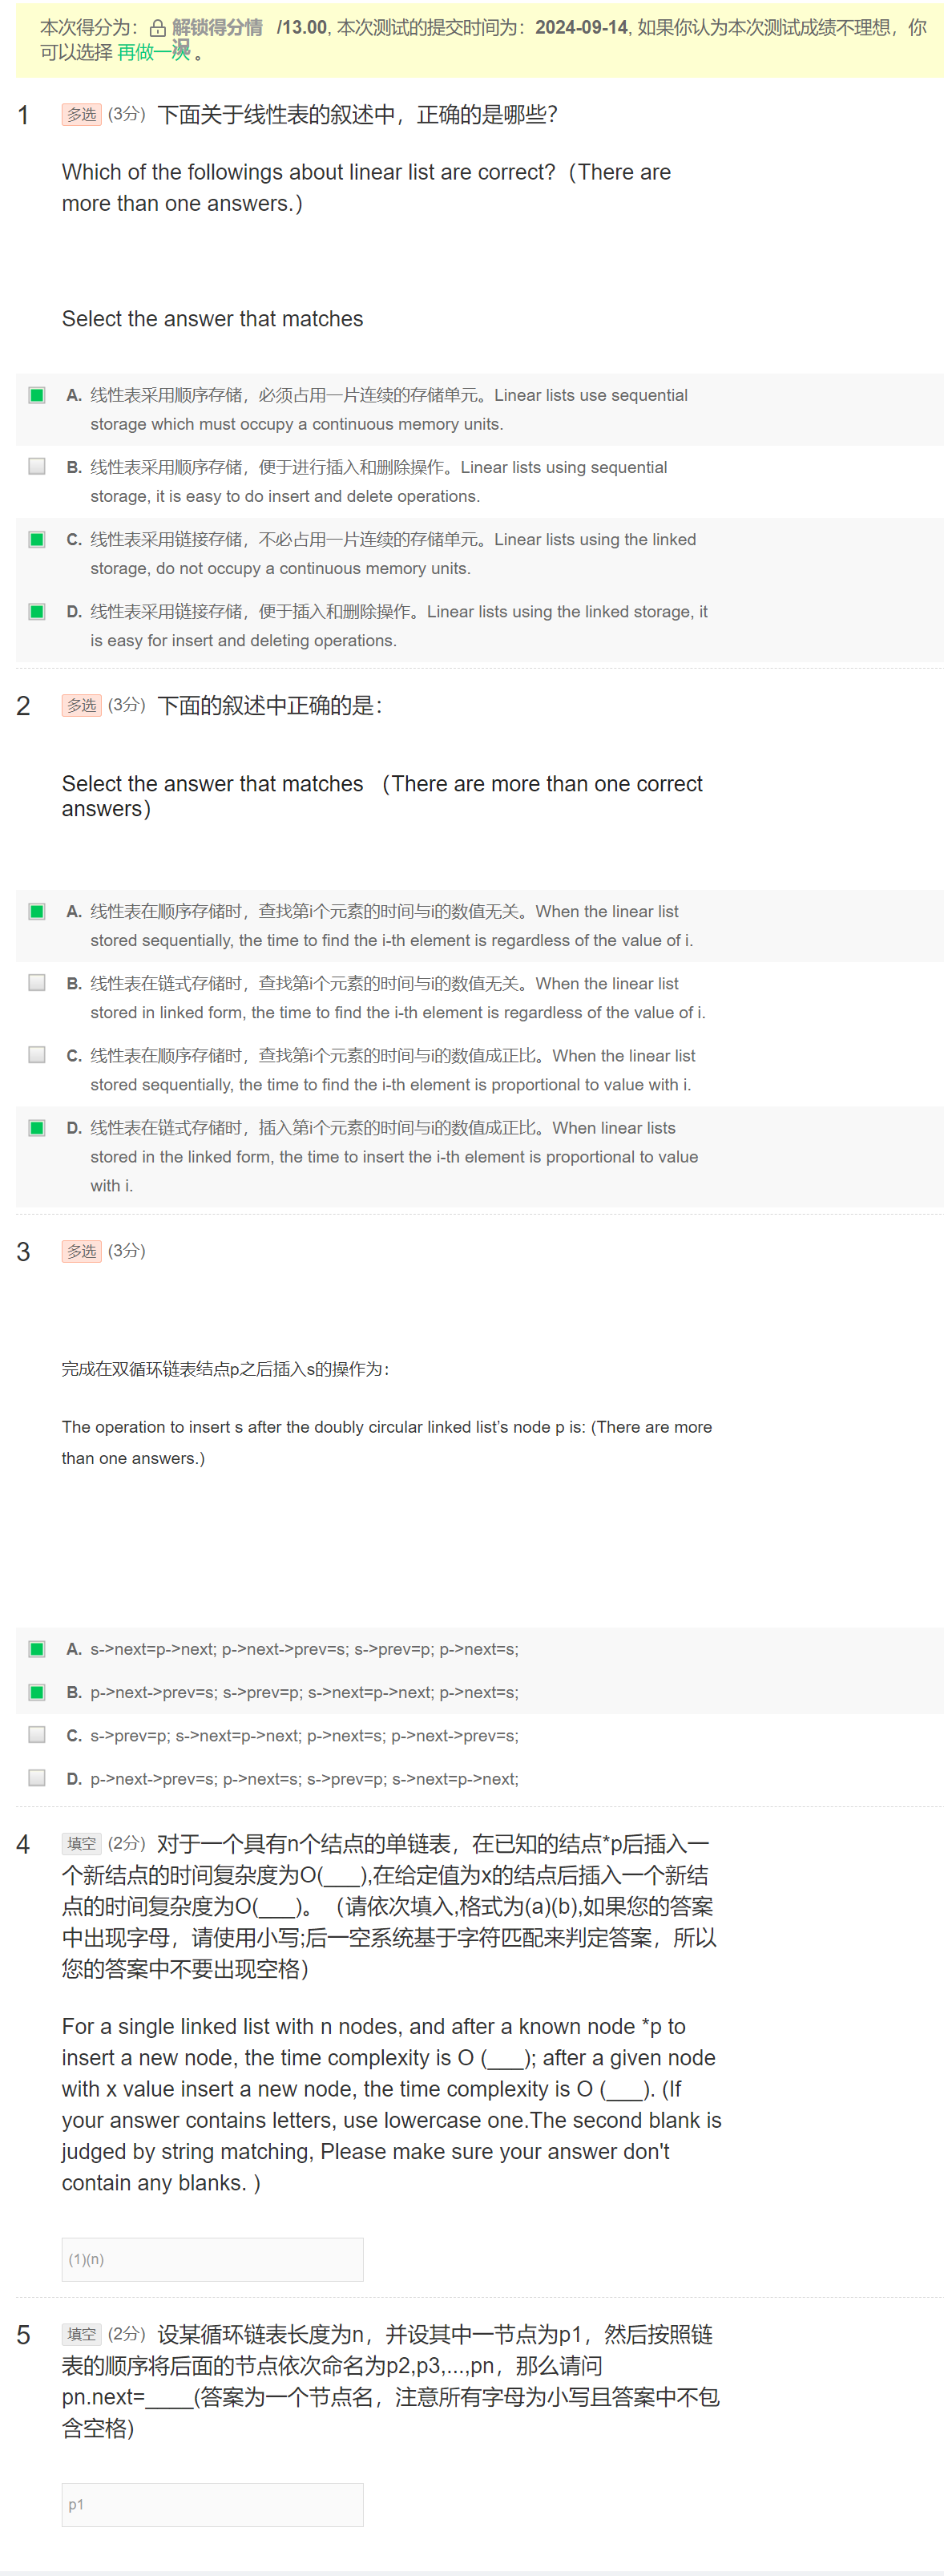 本次得分为：解锁得分情况 /13.00, 本次测试的提交时间为：2024-09-14, 如果你认为本次测试成绩不理想，你
可以选择 再做一次 。
1 多选 (3分) 下面关于线性表的叙述中，正确的是哪些？
Which of the followings about linear list are correct?（There are
more than one answers.）
Select the answer that matches
A. 线性表采用顺序存储，必须占用一片连续的存储单元。Linear lists use sequential
storage which must occupy a continuous memory units.
B. 线性表采用顺序存储，便于进行插入和删除操作。Linear lists using sequential
storage, it is easy to do insert and delete operations.
C. 线性表采用链接存储，不必占用一片连续的存储单元。Linear lists using the linked
storage, do not occupy a continuous memory units.
D. 线性表采用链接存储，便于插入和删除操作。Linear lists using the linked storage, it
is easy for insert and deleting operations.
2 多选 (3分) 下面的叙述中正确的是：
Select the answer that matches （There are more than one correct
answers）
A. 线性表在顺序存储时，查找第i个元素的时间与i的数值无关。When the linear list
stored sequentially, the time to find the i-th element is regardless of the value of i.
B. 线性表在链式存储时，查找第i个元素的时间与i的数值无关。When the linear list
stored in linked form, the time to find the i-th element is regardless of the value of i.
C. 线性表在顺序存储时，查找第i个元素的时间与i的数值成正比。When the linear list
stored sequentially, the time to find the i-th element is proportional to value with i.
D. 线性表在链式存储时，插入第i个元素的时间与i的数值成正比。When linear lists
stored in the linked form, the time to insert the i-th element is proportional to value
with i.
3 多选 (3分)
完成在双循环链表结点p之后插入s的操作为：
The operation to insert s after the doubly circular linked list’s node p is: (There are more
than one answers.)
A. s->next=p->next; p->next->prev=s; s->prev=p; p->next=s;
B. p->next->prev=s; s->prev=p; s->next=p->next; p->next=s;
C. s->prev=p; s->next=p->next; p->next=s; p->next->prev=s;
D. p->next->prev=s; p->next=s; s->prev=p; s->next=p->next;
4 填空 (2分) 对于一个具有n个结点的单链表，在已知的结点*p后插入一
个新结点的时间复杂度为O(___),在给定值为x的结点后插入一个新结
点的时间复杂度为O(___)。（请依次填入,格式为(a)(b),如果您的答案
中出现字母，请使用小写;后一空系统基于字符匹配来判定答案，所以
您的答案中不要出现空格）
For a single linked list with n nodes, and after a known node *p to
insert a new node, the time complexity is O (___); after a given node
with x value insert a new node, the time complexity is O (___). (If
your answer contains letters, use lowercase one.The second blank is
judged by string matching, Please make sure your answer don't
contain any blanks. )
(1)(n)
5 填空 (2分) 设某循环链表长度为n，并设其中一节点为p1，然后按照链
表的顺序将后面的节点依次命名为p2,p3,...,pn，那么请问
pn.next=____(答案为一个节点名，注意所有字母为小写且答案中不包
含空格)
p1